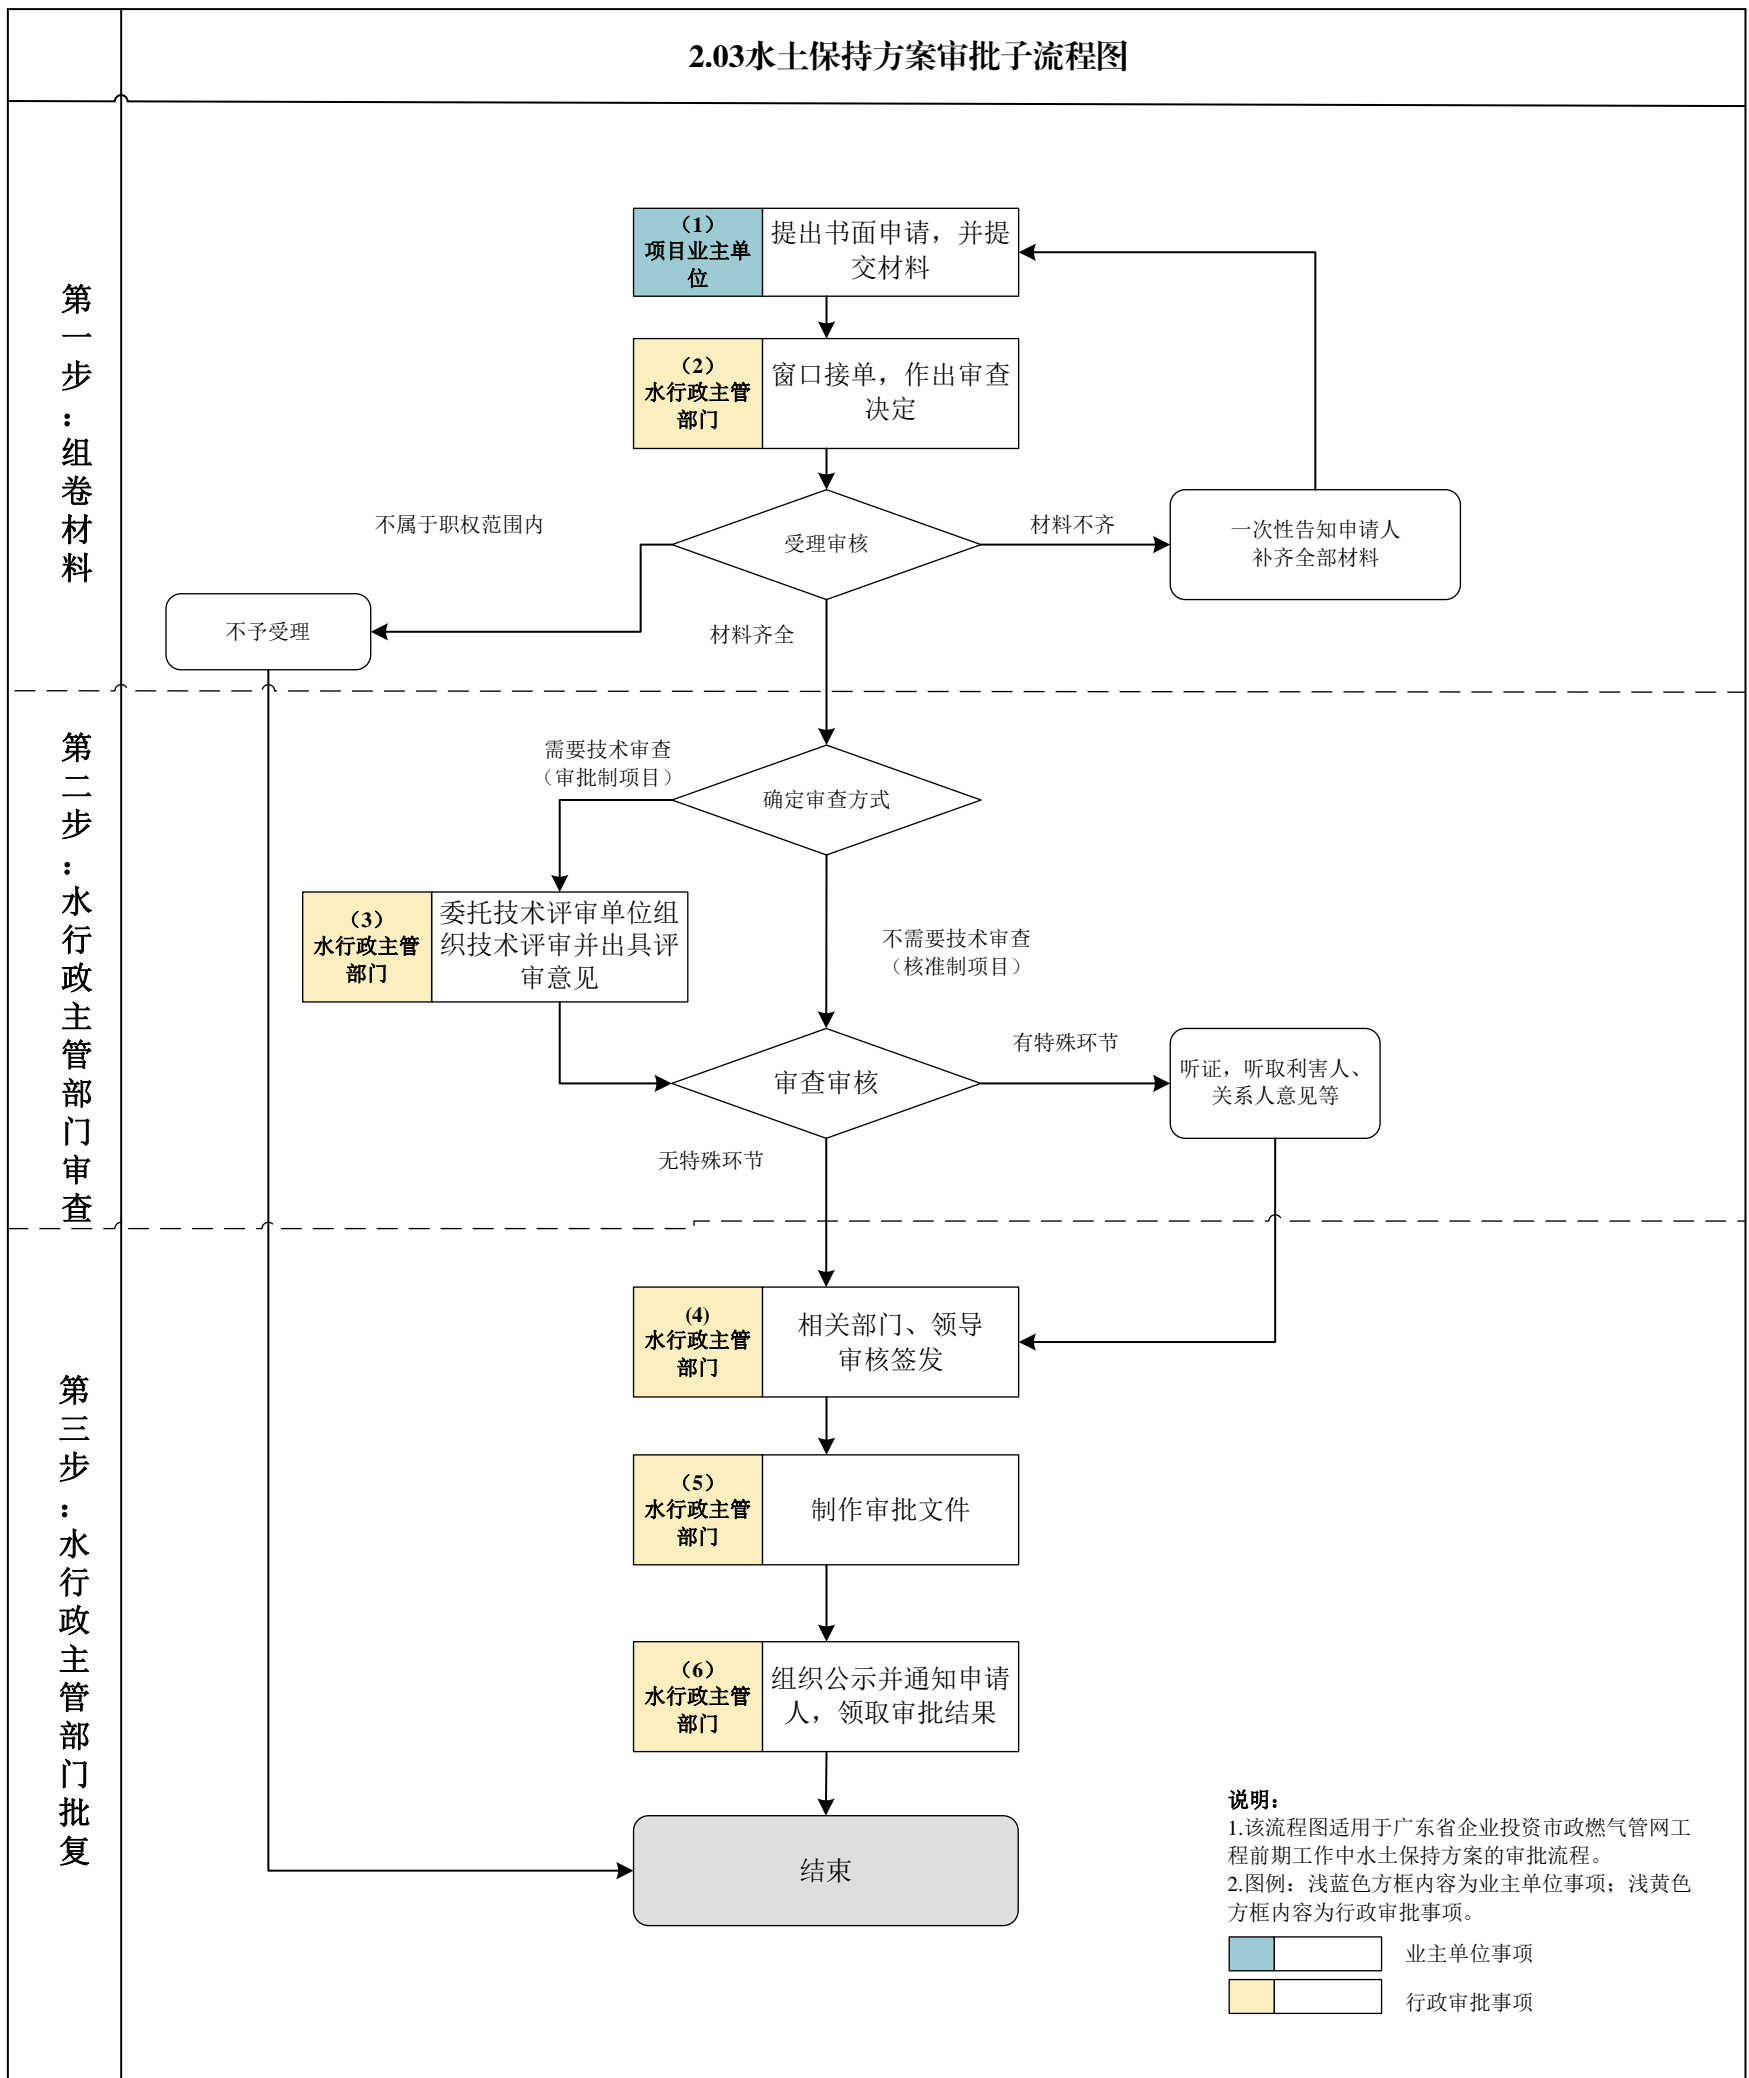 2.03水土保持方案审批子流程图
第一步：组卷材料
（1）
项目业主单
位
提出书面申请，并提
交材料
（2）
水行政主管
部门
窗口接单，作出审查
决定
不属于职权范围内
受理审核
材料不齐
一次性告知申请人
补齐全部材料
不予受理
材料齐全
第二步：水行政主管部门审查
需要技术审查
（审批制项目）
确定审查方式
（3）
水行政主管
部门
委托技术评审单位组
织技术评审并出具评
审意见
不需要技术审查
（核准制项目）
审查审核
有特殊环节
听证，听取利害人、
关系人意见等
无特殊环节
第三步：水行政主管部门批复
(4)
水行政主管
部门
相关部门、领导
审核签发
（5）
水行政主管
部门
制作审批文件
（6）
水行政主管
部门
组织公示并通知申请
人，领取审批结果
结束
说明：
1.该流程图适用于广东省企业投资市政燃气管网工
程前期工作中水土保持方案的审批流程。
2.图例：浅蓝色方框内容为业主单位事项；浅黄色
方框内容为行政审批事项。
业主单位事项
行政审批事项